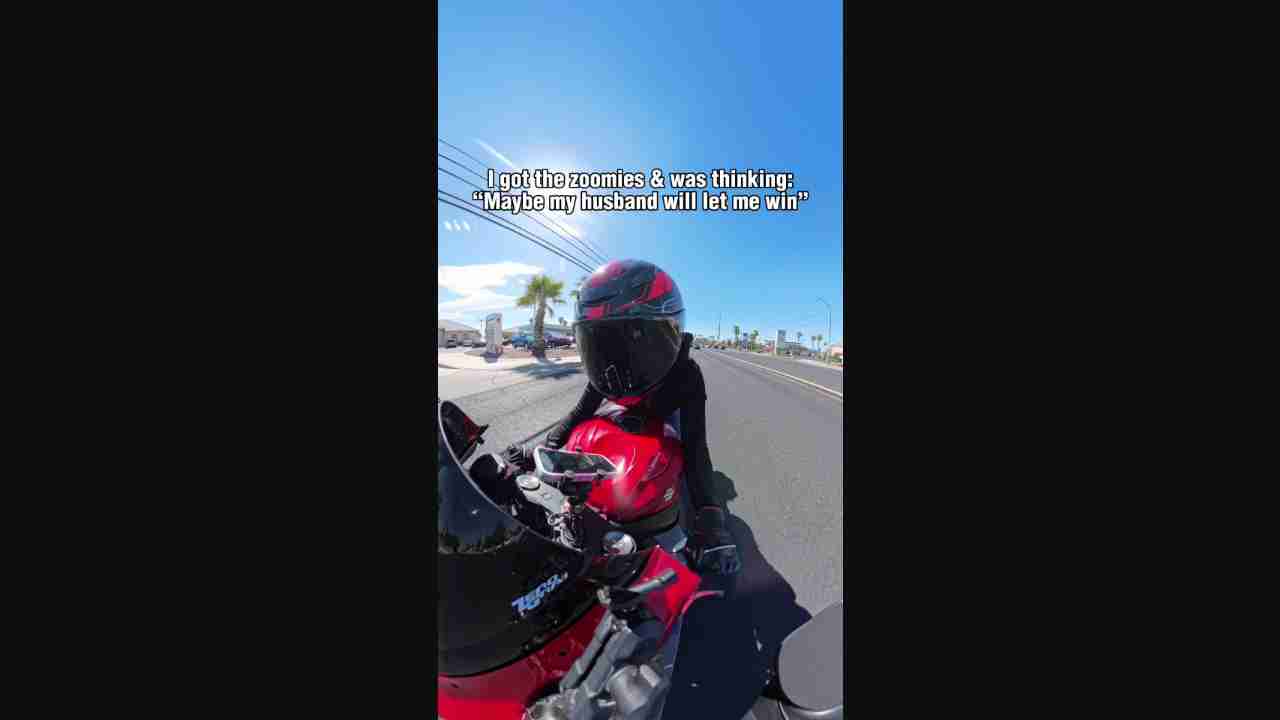 I got the zoomies & was thinking:
“Maybe my husband will let me win”